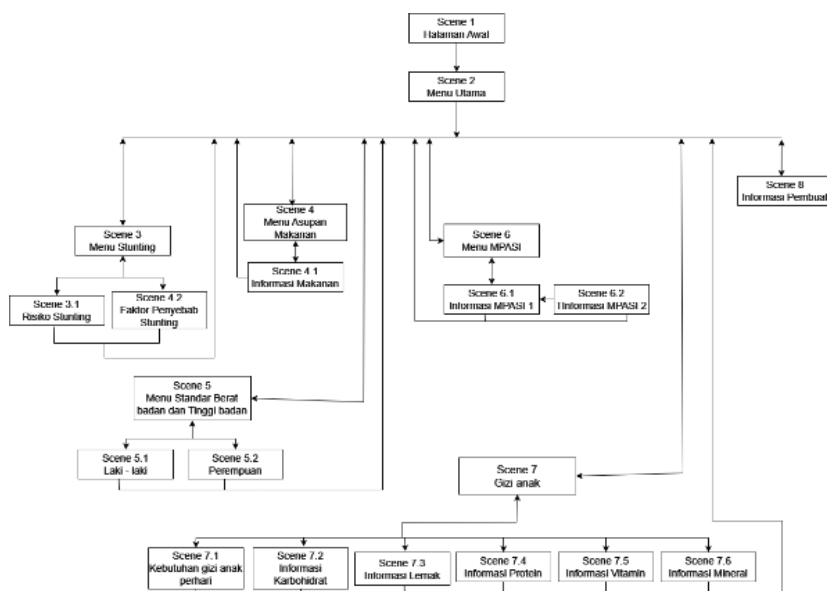 Scene 1
Halaman Awal
Scene 2
Menu Utama
Scene 8
Informasi Pembuat
Scene 3
Menu Stunting
Scene 4
Menu Asupan
Makanan
Scene 6
Menu MPASI
Scene 4.1
Informasi Makanan
Scene 3.1
Risiko Stunting
Scene 4.2
Faktor Penyebab
Stunting
Scene 6.1
Informasi MPASI 1
Scene 6.2
TInformasi MPASI 2
Scene 5
Menu Standar Berat
badan dan Tinggi badan
Scene 5.1
Laki - laki
Scene 5.2
Perempuan
Scene 7
Gizi anak
Scene 7.1
Kebutuhan gizi anak
perhari
Scene 7.2
Informasi
Karbohidrat
Scene 7.3
Informasi Lemak
Scene 7.4
Informasi Protein
Scene 7.5
Informasi Vitamin
Scene 7.6
Informasi Mineral